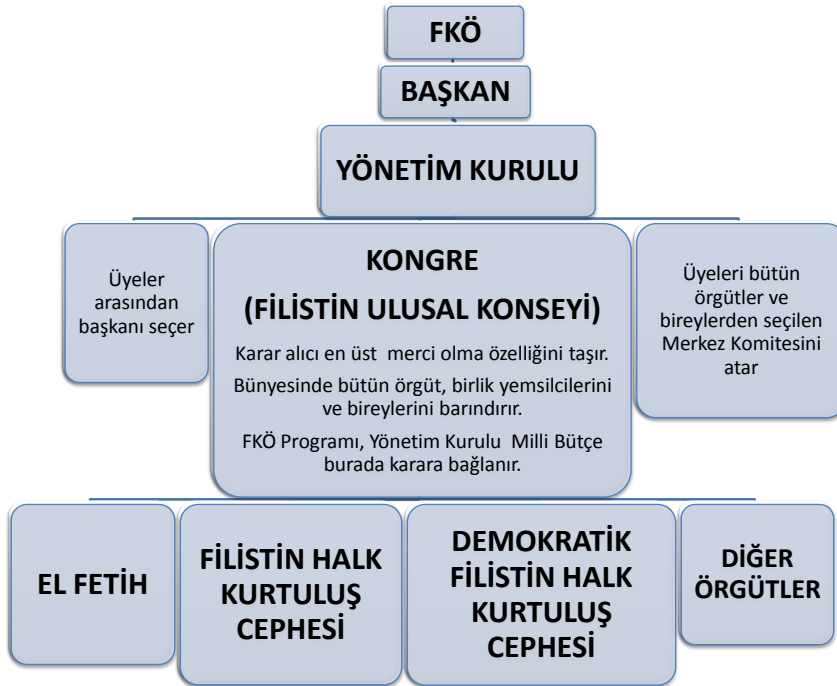 FKÖ
BAŞKAN
YÖNETİM KURULU
Üyeler
arasından
başkanı seçer
KONGRE
(FİLİSTİN ULUSAL KONSEYİ)
Karar alıcı en üst merci olma özelliğini taşır.
Bünyesinde bütün örgüt, birlik yemsilcilerini
ve bireylerini barındırır.
FKÖ Programı, Yönetim Kurulu Milli Bütçe
burada karara bağlanır.
Üyeleri bütün
örgütler ve
bireylerden seçilen
Merkez Komitesini
atar
EL FETİH
FİLİSTİN HALK
KURTULUŞ
CEPHESİ
DEMOKRATİK
FİLİSTİN HALK
KURTULUŞ
CEPHESİ
DİĞER
ÖRGÜTLER